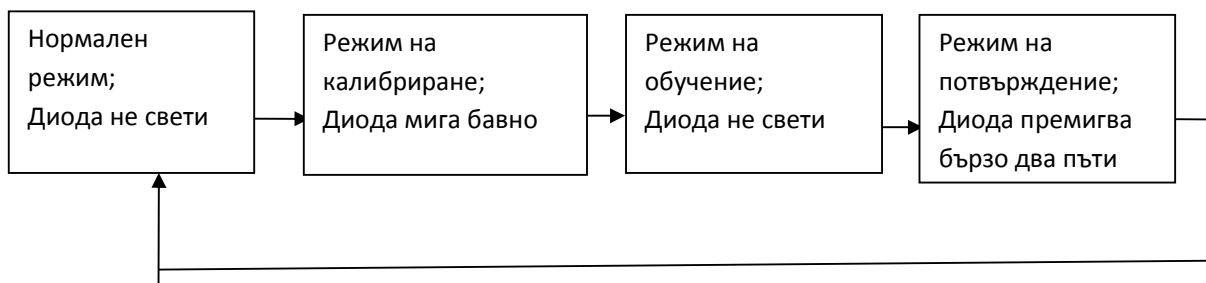 Нормален
режим;
Диода не свети
Режим на
калибриране;
Диода мига бавно
Режим на
обучение;
Диода не свети
Режим на
потвърждение;
Диода премигва
бързо два пъти